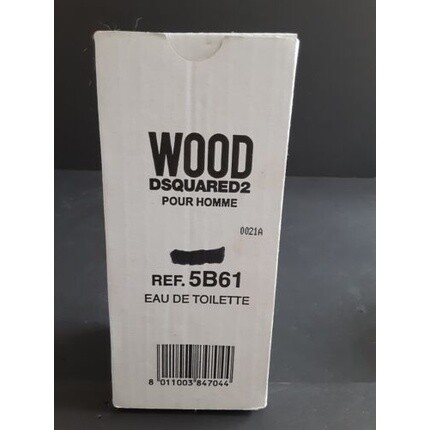 WOOD
DSQUARED2
POUR HOMME
0021A
REF. 5B61
EAU DE TOILETTE
8 011003 847044